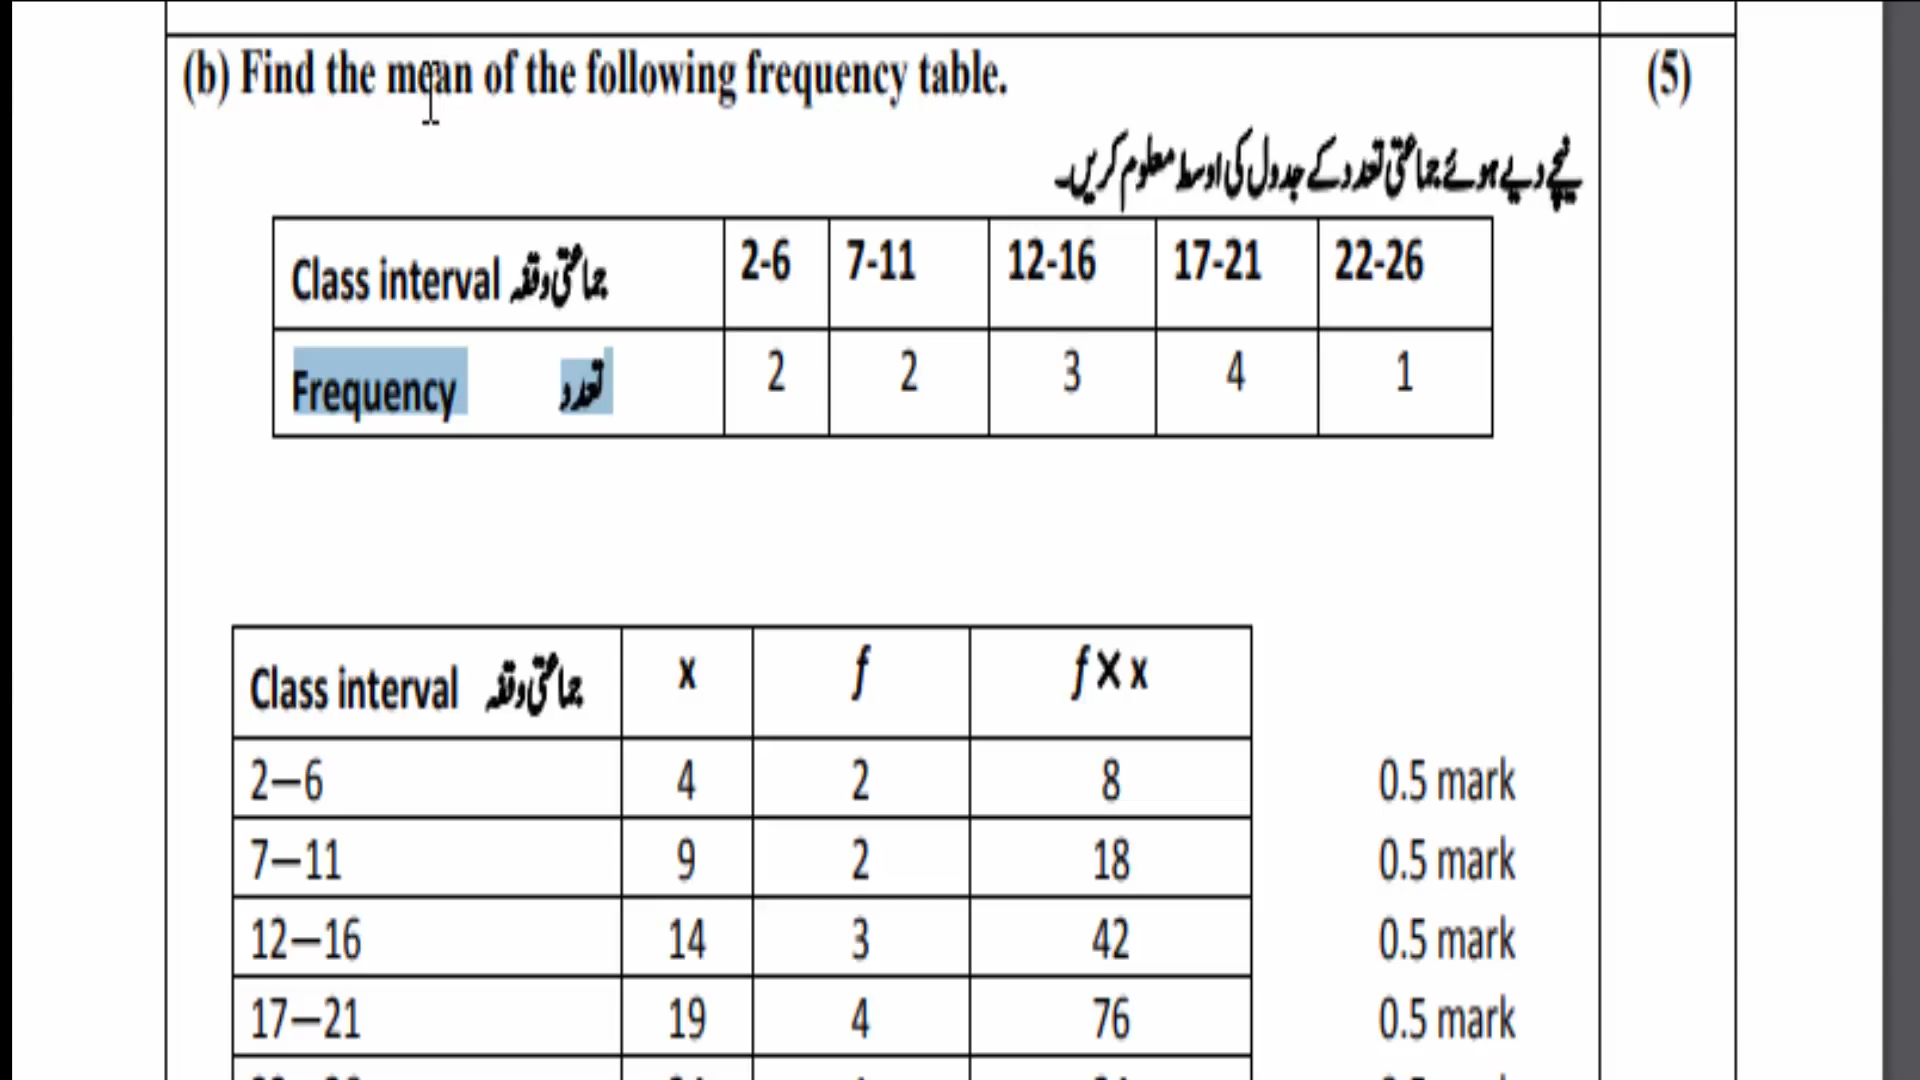 (b) Find the mean of the following frequency table. (5)
نیچے دیے ہوئے جماعتی تعدد کے جدول کی اوسط معلوم کریں۔
Class interval جماعتی وقفہ 2-6 7-11 12-16 17-21 22-26
Frequency تعدد 2 2 3 4 1
Class interval جماعتی وقفہ x f f×x
2–6 4 2 8 0.5 mark
7–11 9 2 18 0.5 mark
12–16 14 3 42 0.5 mark
17–21 19 4 76 0.5 mark